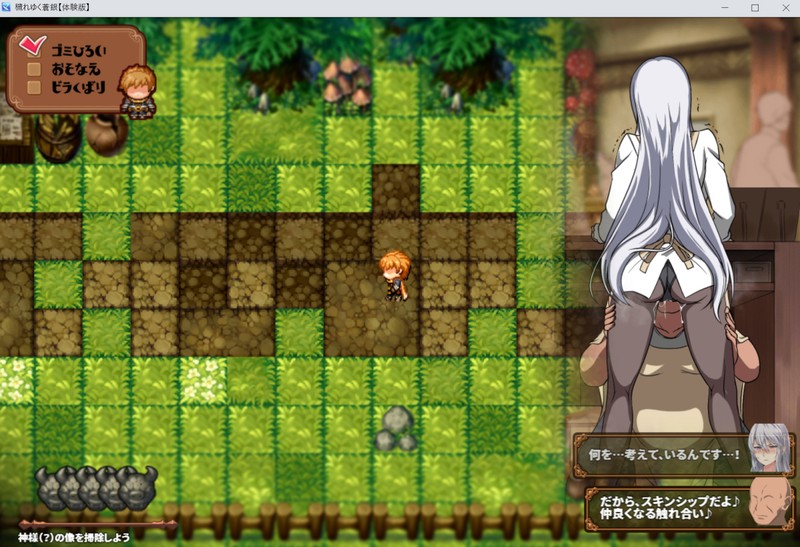 穢れゆく蒼銀【体験版】
ゴミひろい
おそなえ
ビラくばり
何を…考えて、いるんです…!
だから、スキンシップだよ♪
仲良くなる触れ合い♪
神様(?)の像を掃除しよう